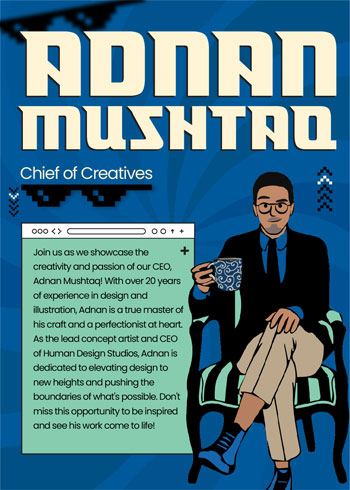 ADNAN
MUSHTAQ
Chief of Creatives
Join us as we showcase the
creativity and passion of our CEO,
Adnan Mushtaq! With over 20 years
of experience in design and
illustration, Adnan is a true master of
his craft and a perfectionist at heart.
As the lead concept artist and CEO
of Human Design Studios, Adnan is
dedicated to elevating design to
new heights and pushing the
boundaries of what's possible. Don't
miss this opportunity to be inspired
and see his work come to life!